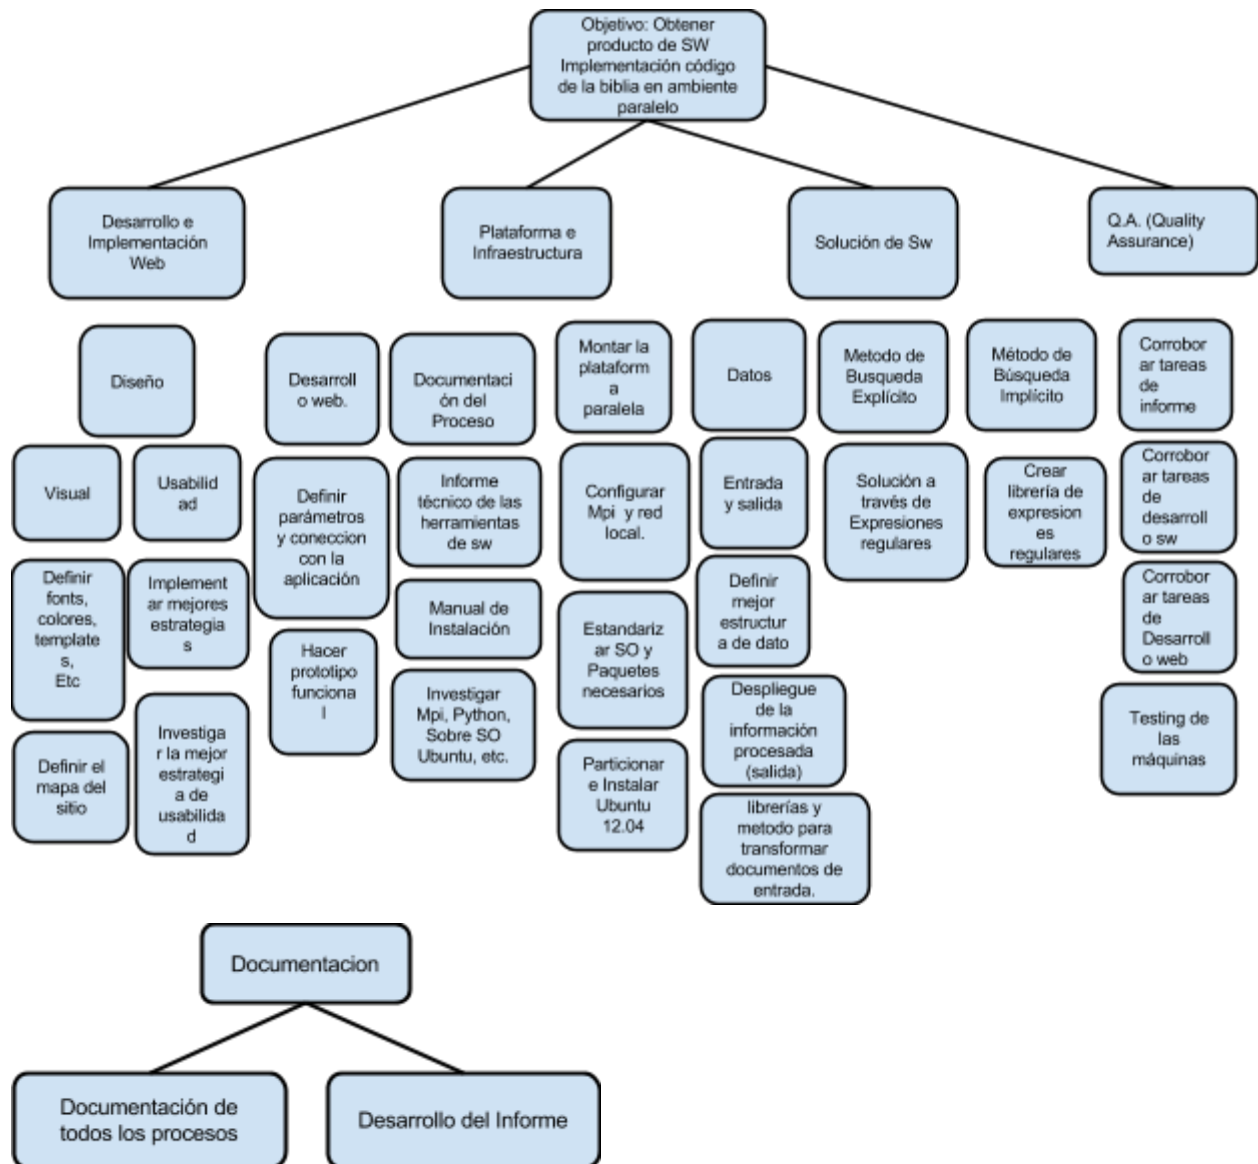 Objetivo: Obtener
producto de SW
Implementación código
de la biblia en ambiente
paralelo
Desarrollo e
Implementación
Web
Plataforma e
Infraestructura
Solución de Sw
Q.A. (Quality
Assurance)
Diseño
Desarroll
o web.
Documentaci
ón del
Proceso
Montar la
plataform
a
paralela
Datos
Metodo de
Busqueda
Explícito
Método de
Búsqueda
Implícito
Corrobor
ar tareas
de
informe
Visual
Usabilid
ad
Definir
parámetros
y coneccion
con la
aplicación
Informe
técnico de las
herramientas
de sw
Configurar
Mpi y red
local.
Entrada
y salida
Solución a
través de
Expresiones
regulares
Crear
librería de
expresion
es
regulares
Corrobor
ar tareas
de
desarroll
o sw
Definir
fonts,
colores,
template
s,
Etc
Implement
ar mejores
estrategia
s
Hacer
prototipo
funciona
l
Manual de
Instalación
Estandariz
ar SO y
Paquetes
necesarios
Definir
mejor
estructur
a de dato
Corrobor
ar tareas
de
Desarroll
o web
Definir el
mapa del
sitio
Investiga
r la mejor
estrategi
a de
usabilida
d
Investigar
Mpi, Python,
Sobre SO
Ubuntu, etc.
Particionar
e Instalar
Ubuntu
12.04
Despliegue
de la
información
procesada
(salida)
librerías y
metodo para
transformar
documentos de
entrada.
Testing de
las
máquinas
Documentacion
Documentación de
todos los procesos
Desarrollo del Informe